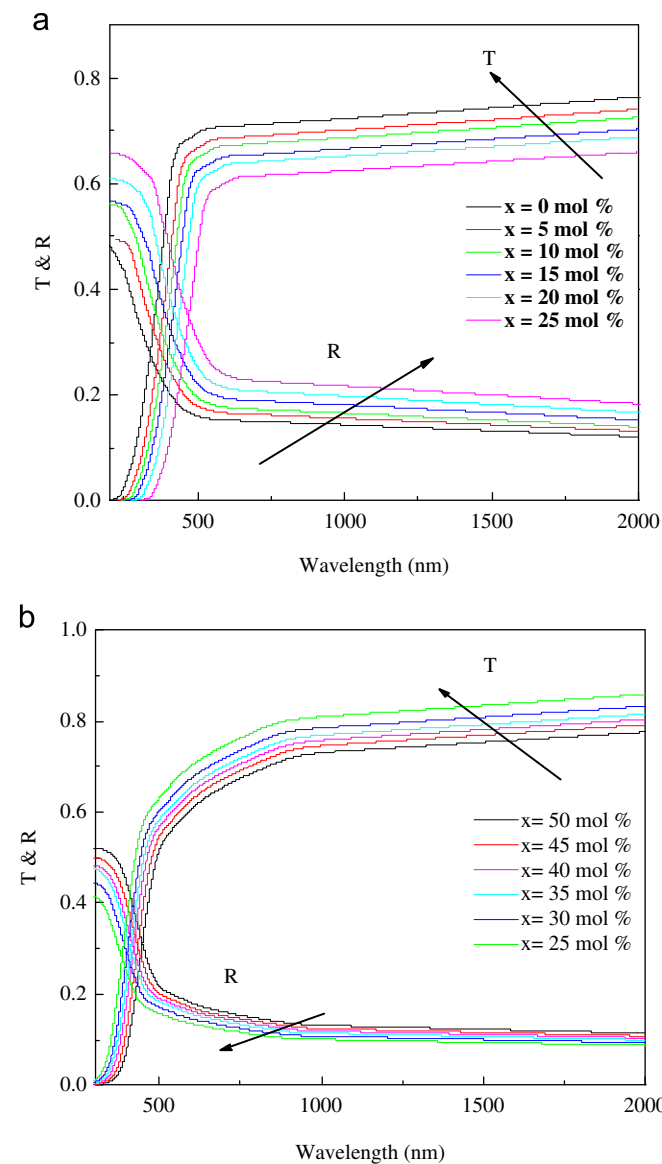 a
T
0.8
0.6
0.4
0.2
0.0
T & R
x = 0 mol %
x = 5 mol %
x = 10 mol %
x = 15 mol %
x = 20 mol %
x = 25 mol %
R
500
1000
1500
2000
Wavelength (nm)
b
1.0
0.8
0.6
0.4
0.2
0.0
T & R
T
x= 50 mol %
x= 45 mol %
x= 40 mol %
x= 35 mol %
x= 30 mol %
x= 25 mol %
R
500
1000
1500
2000
Wavelength (nm)